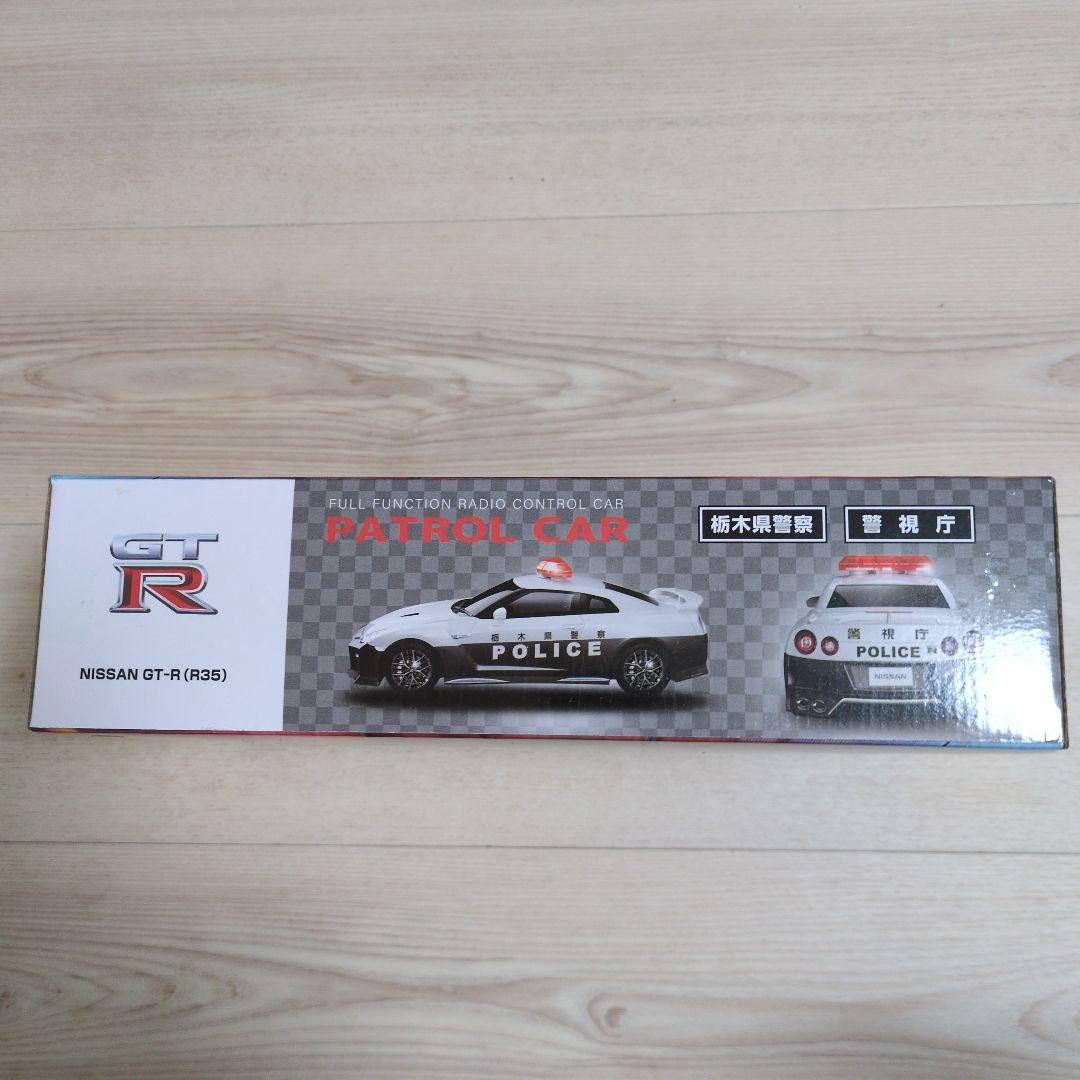 GT
R
NISSAN GT-R (R35)
FULL FUNCTION RADIO CONTROL CAR
PATROL CAR
栃木県警察
警視庁
栃木県警察
POLICE
警視庁
POLICE
NISSAN